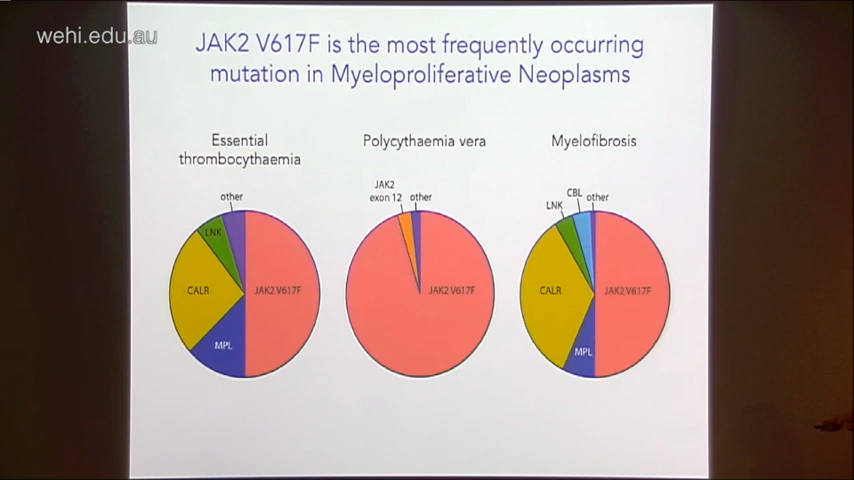 wehi.edu.au
JAK2 V617F is the most frequently occurring
mutation in Myeloproliferative Neoplasms
Essential
thrombocythaemia
other
LNK
CALR
JAK2 V617F
MPL
Polycythaemia vera
JAK2
exon 12
other
JAK2 V617F
Myelofibrosis
CBL
other
LNK
CALR
JAK2 V617F
MPL